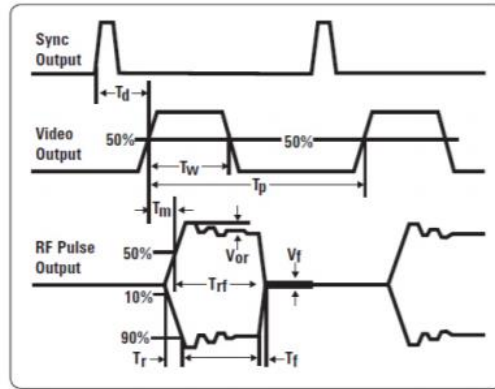 Sync
Output
Td
Video
Output
50%
50%
TW
Tp
Tm
RF Pulse
Output
50%
Vor
Vf
Trf
10%
90%
Tr
Tf